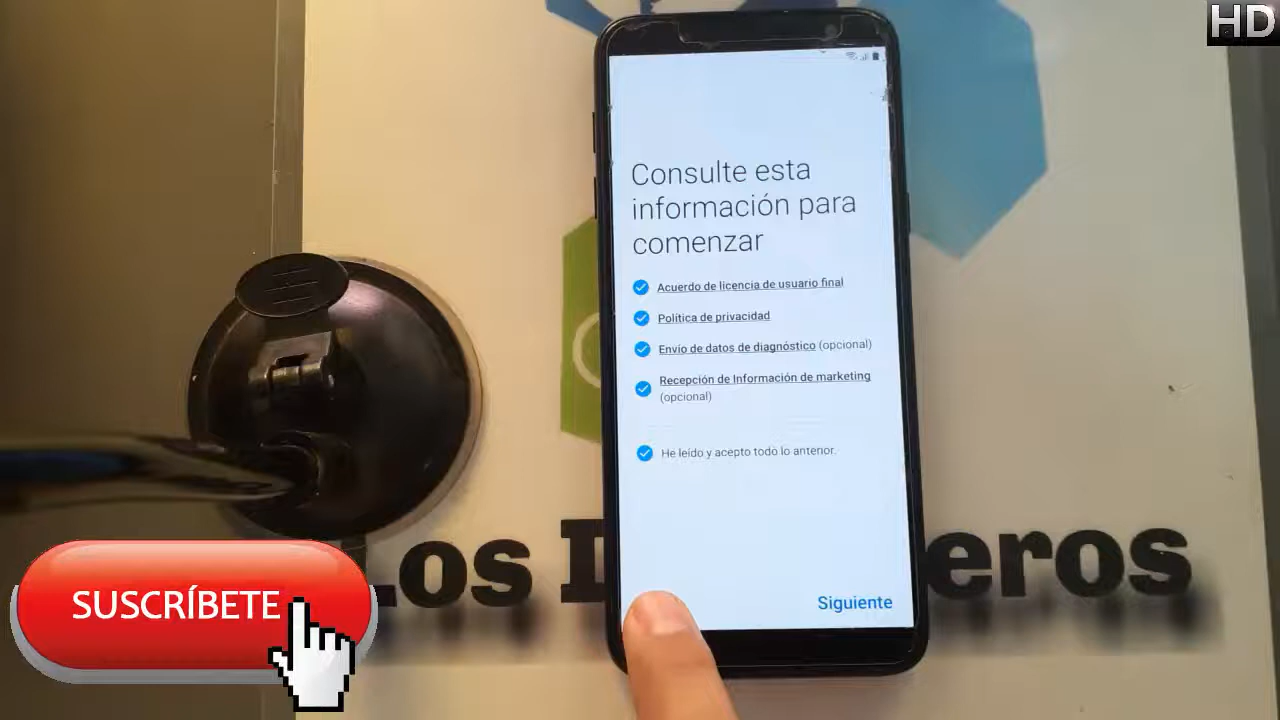 HD
Consulte esta
información para
comenzar
Acuerdo de licencia de usuario final
Política de privacidad
Envío de datos de diagnóstico (opcional)
Recepción de Información de marketing
(opcional)
He leído y acepto todo lo anterior.
Siguiente
Los I eros
SUSCRÍBETE